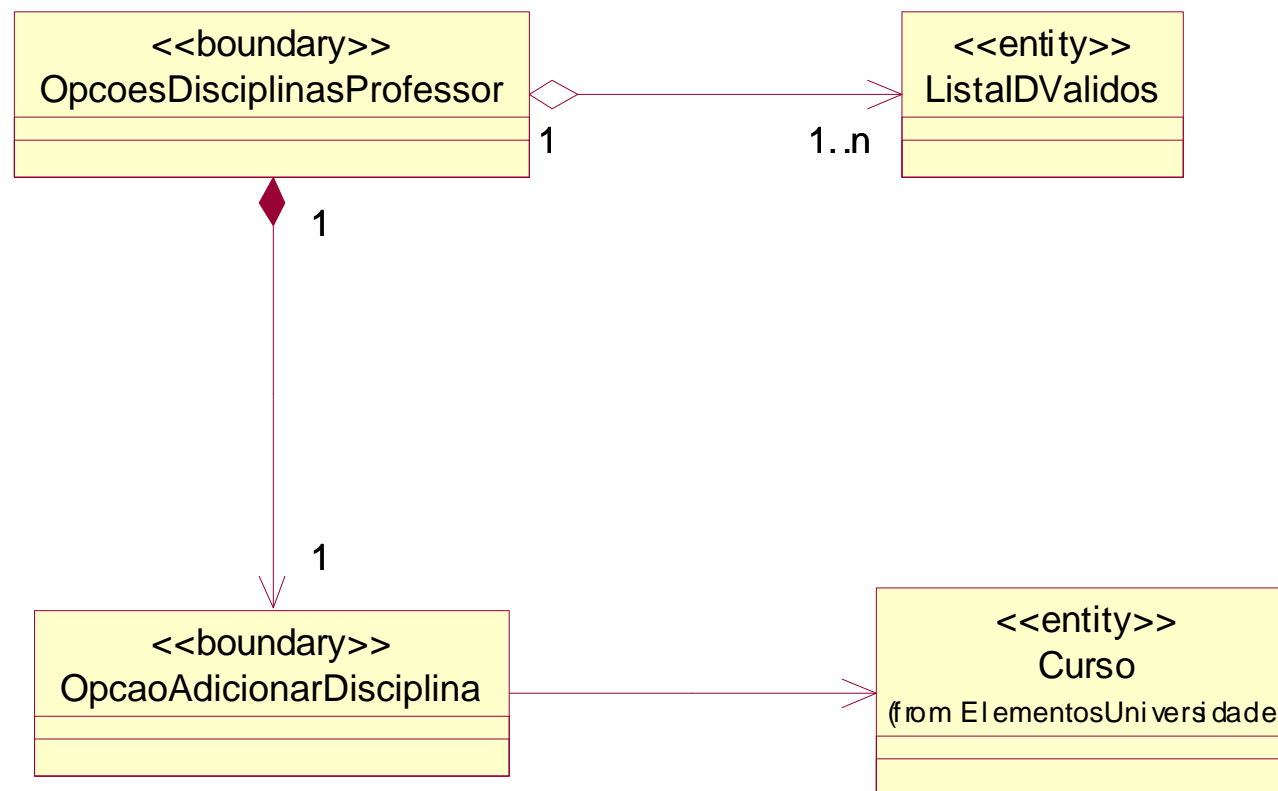 <<boundary>>
OpcoesDisciplinasProfessor
<<entity>>
ListaIDValidos
1
1..n
1
1
<<boundary>>
OpcaoAdicionarDisciplina
<<entity>>
Curso
(from ElementosUniversidade